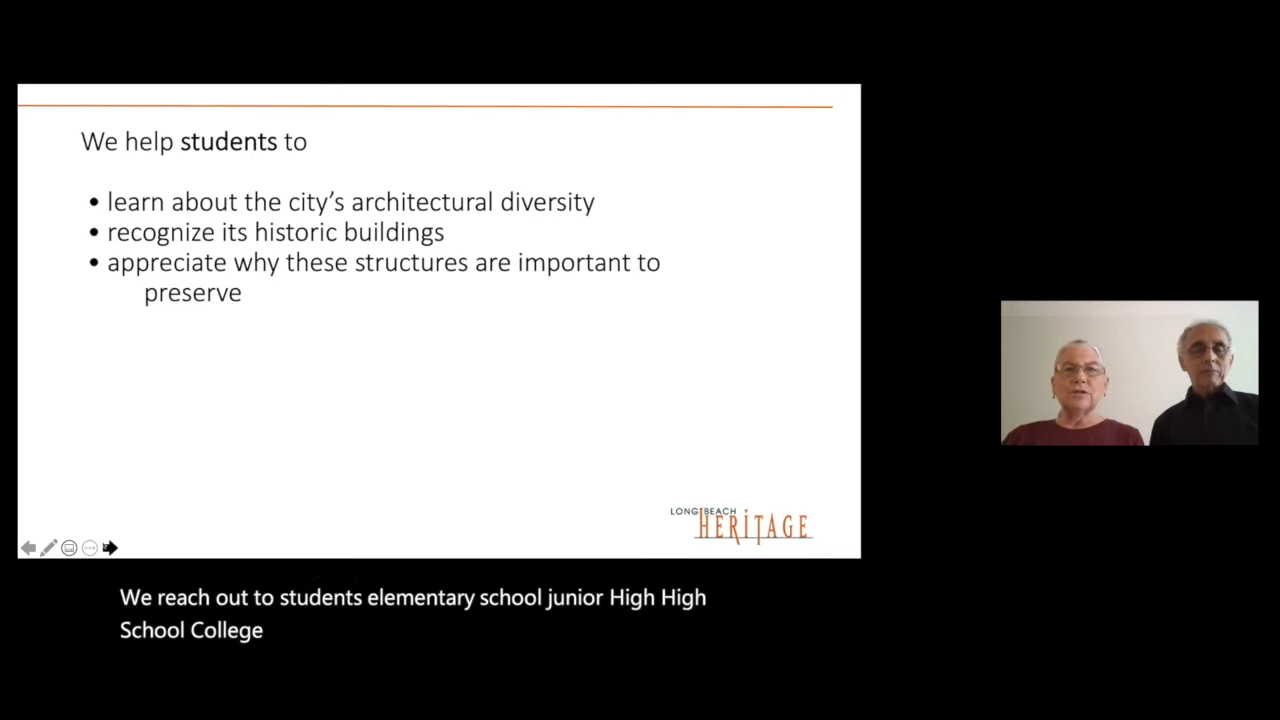 We help students to
• learn about the city’s architectural diversity
• recognize its historic buildings
• appreciate why these structures are important to
preserve
LONG BEACH
HERITAGE
We reach out to students elementary school junior High High
School College